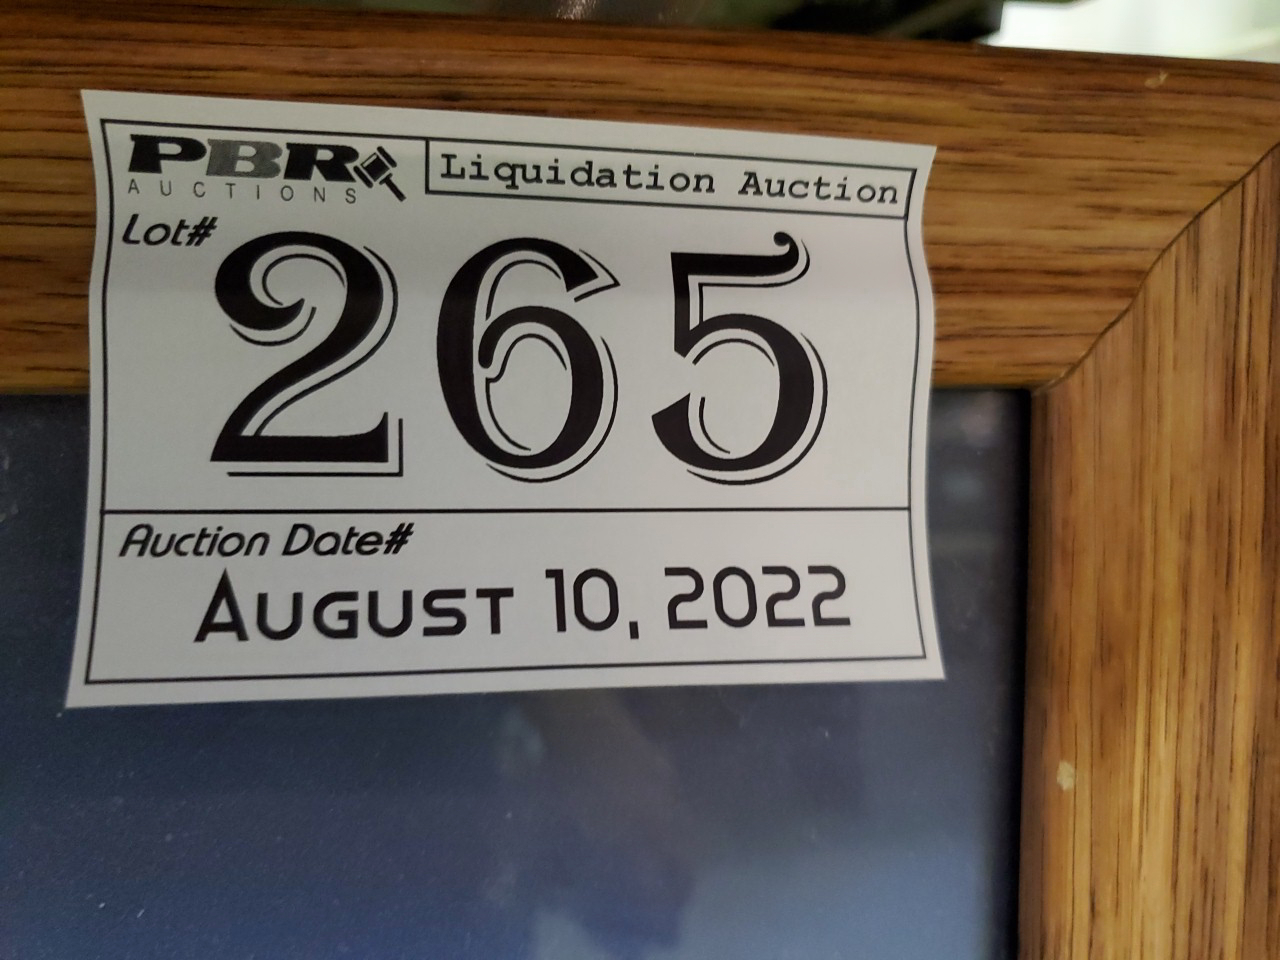 PBR
AUCTIONS
Liquidation Auction
Lot#
265
Auction Date#
August 10, 2022